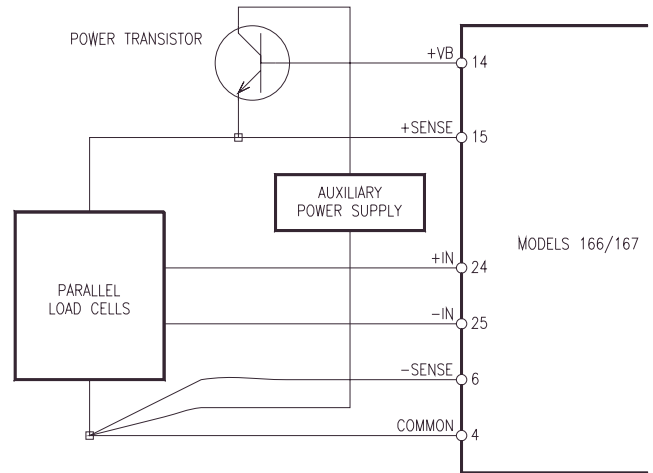 POWER TRANSISTOR
+VB
14
+SENSE
15
AUXILIARY
POWER SUPPLY
MODELS 166/167
+IN
24
PARALLEL
LOAD CELLS
−IN
25
−SENSE
6
COMMON
4